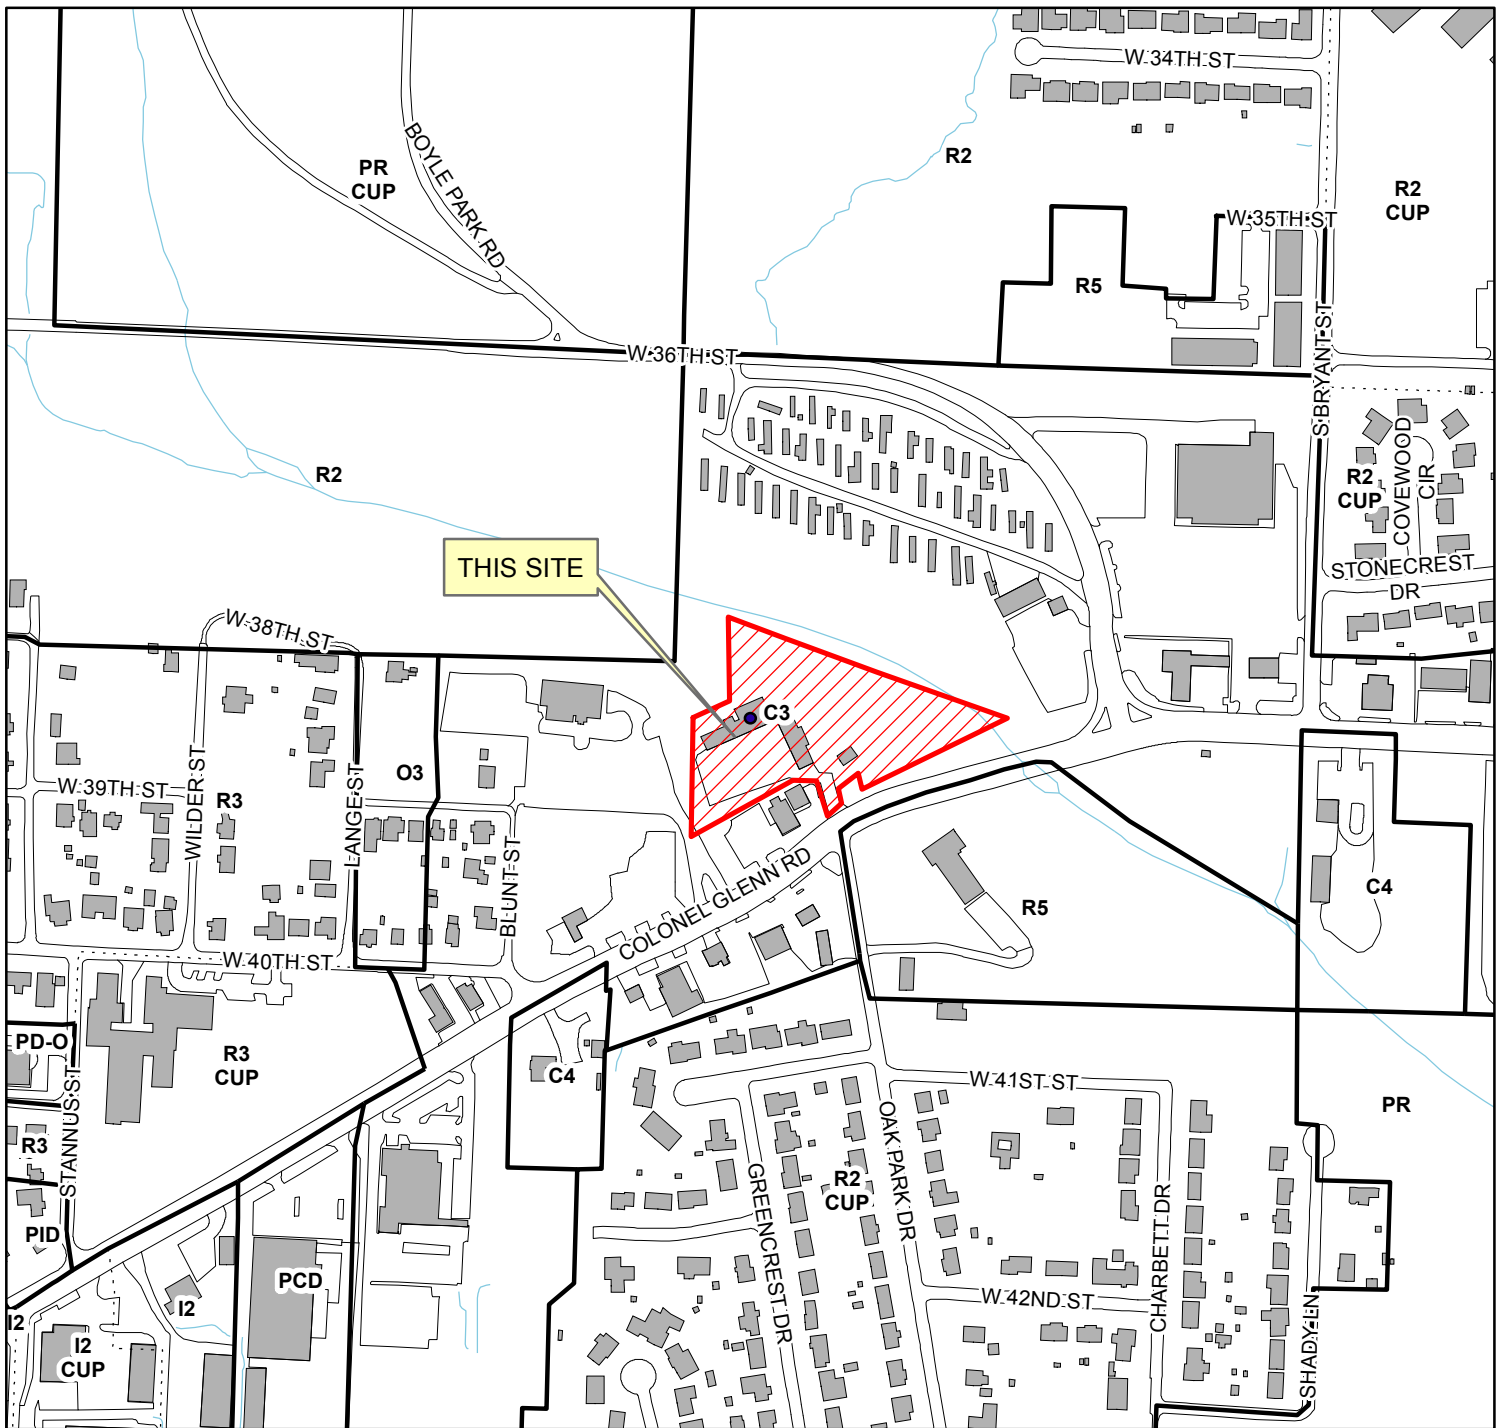 W 34TH ST
BOYLE PARK RD
PR
CUP
R2
R2
CUP
W 35TH ST
R5
S BRYANT ST
W 36TH ST
COVEWOOD
CIR
R2
CUP
R2
THIS SITE
STONECREST
DR
W 38TH ST
C3
O3
W 39TH ST
WILDER ST
R3
LANGE ST
BLUNT ST
COLONEL GLENN RD
R5
C4
W 40TH ST
PD-O
R3
CUP
C4
STANNUS ST
W 41ST ST
OAK PARK DR
PR
R3
GREENCREST DR
R2
CUP
CHARBETT DR
PID
PCD
I2
W 42ND ST
I2
I2
CUP
SHADY LN